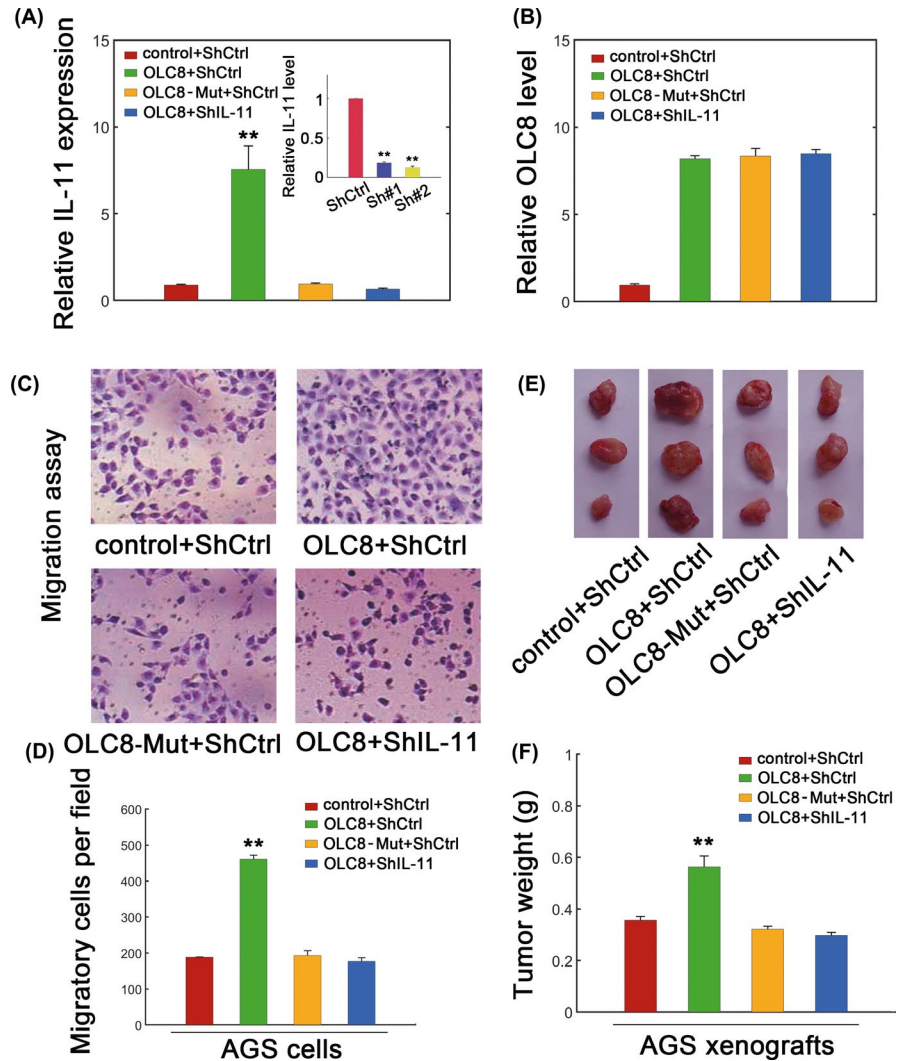 (A)
Relative IL-11 expression
15
10
5
0
control+ShCtrl
OLC8+ShCtrl
OLC8-Mut+ShCtrl
OLC8+ShIL-11
**
Relative IL-11 level
1
0.5
0
**
**
ShCtrl
Sh#1
Sh#2
(B)
Relative OLC8 level
15
10
5
0
control+ShCtrl
OLC8+ShCtrl
OLC8-Mut+ShCtrl
OLC8+ShIL-11
(C)
Migration assay
control+ShCtrl
OLC8+ShCtrl
OLC8-Mut+ShCtrl
OLC8+ShIL-11
(E)
control+ShCtrl
OLC8+ShCtrl
OLC8-Mut+ShCtrl
OLC8+ShIL-11
(D)
Migratory cells per field
600
500
400
300
200
100
0
control+ShCtrl
OLC8+ShCtrl
OLC8-Mut+ShCtrl
OLC8+ShIL-11
**
AGS cells
(F)
Tumor weight (g)
1
0.8
0.6
0.4
0.2
0
control+ShCtrl
OLC8+ShCtrl
OLC8-Mut+ShCtrl
OLC8+ShIL-11
**
AGS xenografts